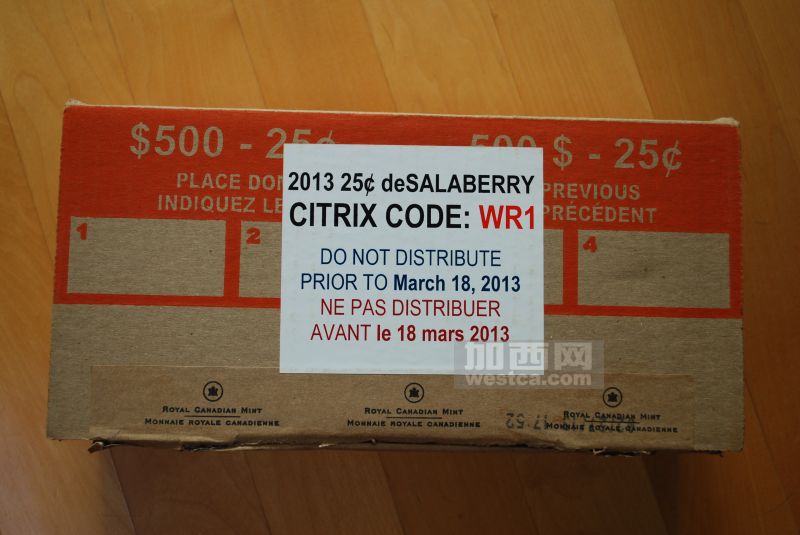 $500 - 25¢
500 $ - 25¢
PLACE
INDIQUEZ
PREVIOUS
PRÉCÉDENT
1
2
4
2013 25¢ deSALABERRY
CITRIX CODE: WR1
DO NOT DISTRIBUTE
PRIOR TO March 18, 2013
NE PAS DISTRIBUER
AVANT le 18 mars 2013
加西网
westca.com
ROYAL CANADIAN MINT
MONNAIE ROYALE CANADIENNE
ROYAL CANADIAN MINT
MONNAIE ROYALE CANADIENNE
ROYAL CANADIAN MINT
MONNAIE ROYALE CANADIENNE